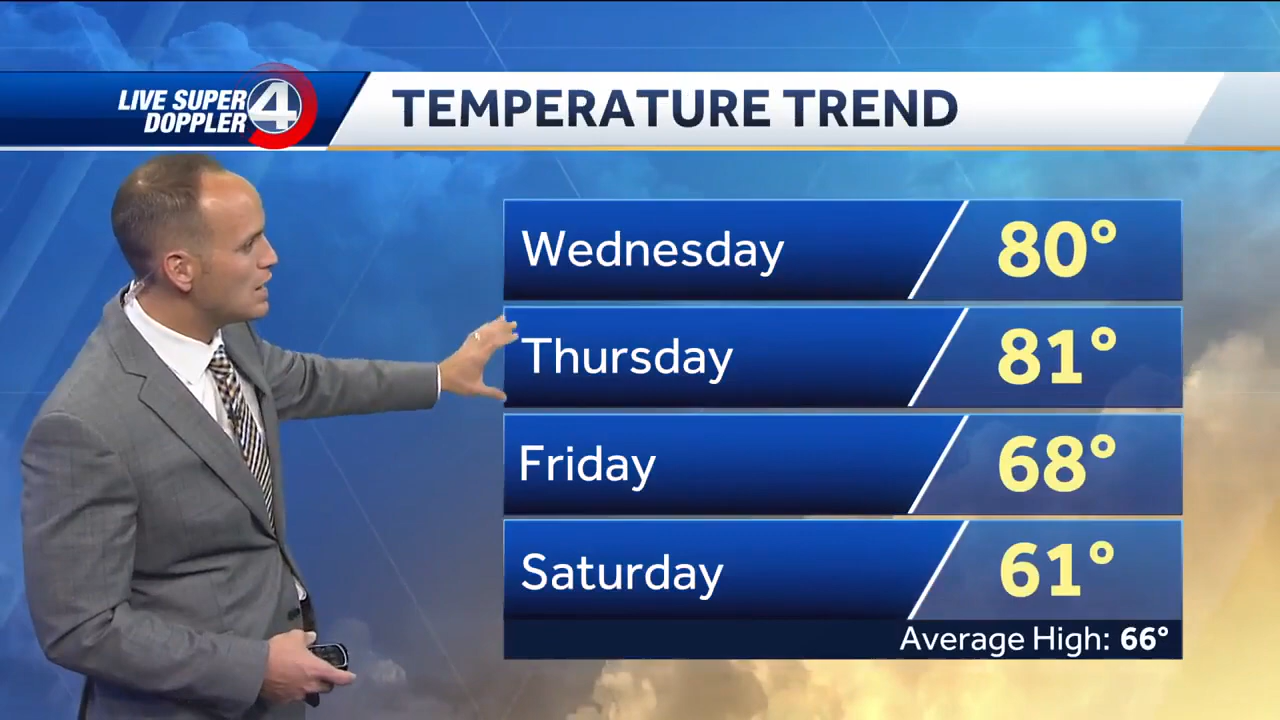 LIVE SUPER
DOPPLER 4
TEMPERATURE TREND
Wednesday 80°
Thursday 81°
Friday 68°
Saturday 61°
Average High: 66°